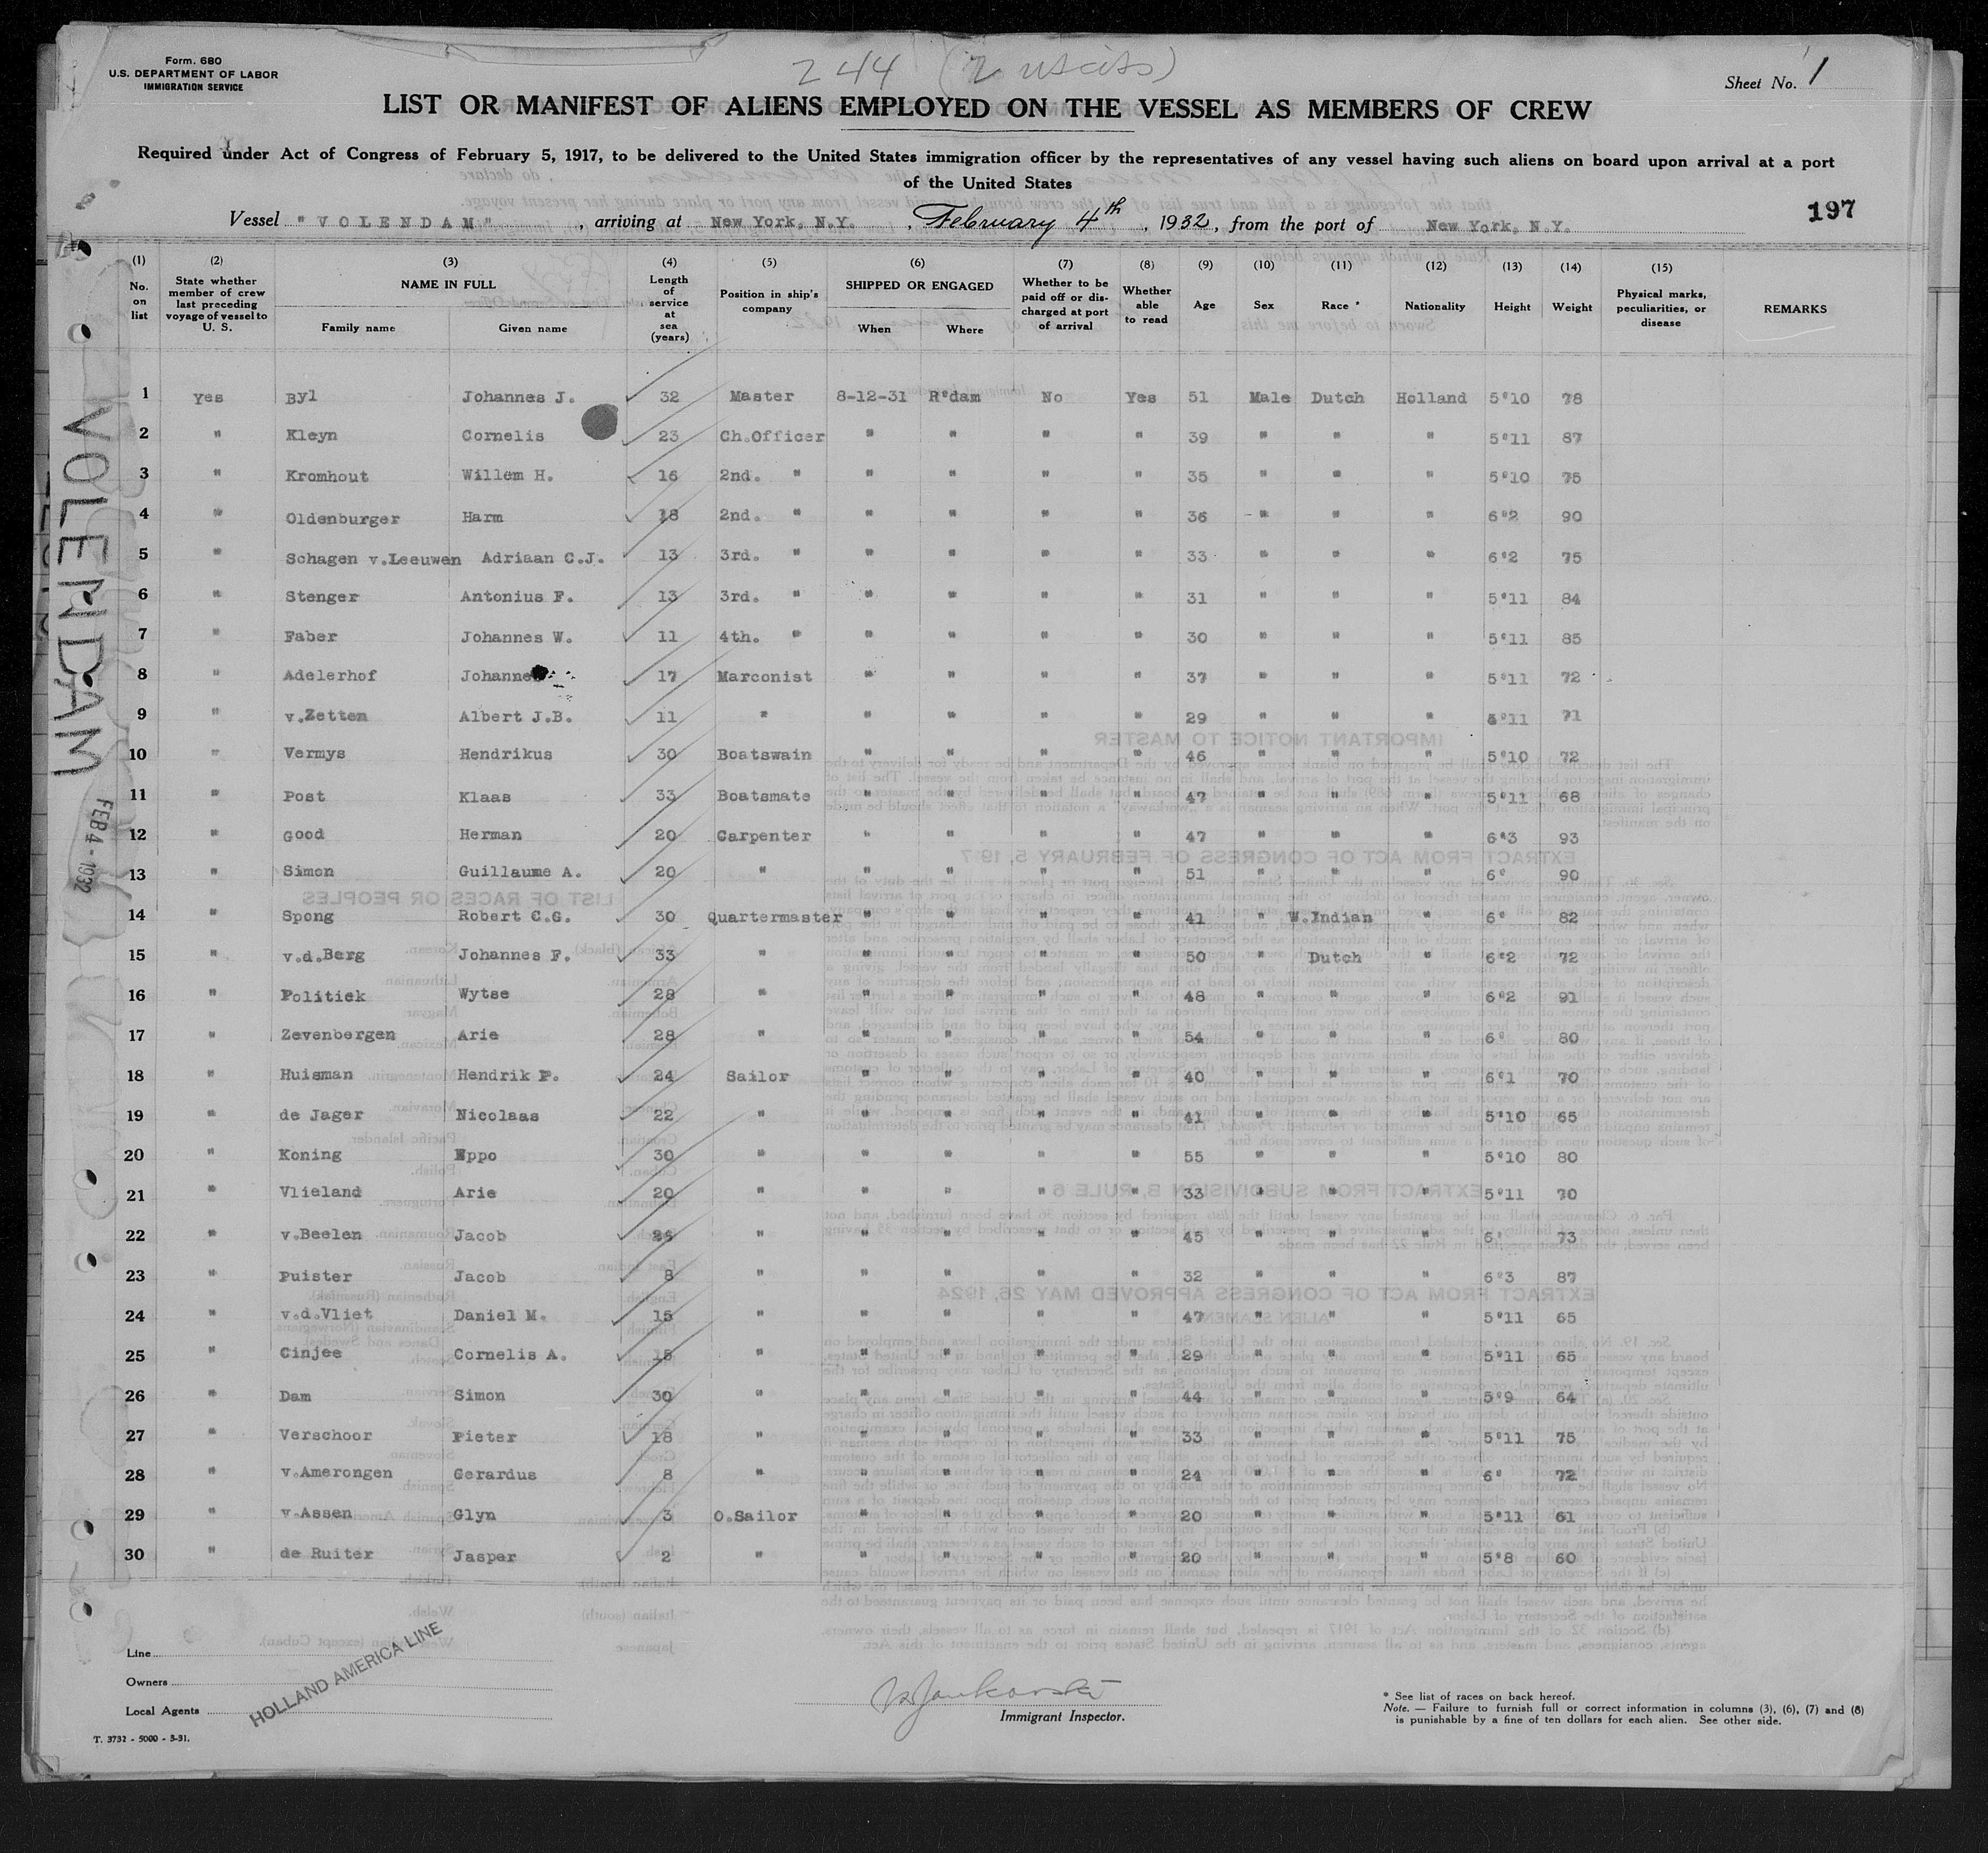 Form. 680
U.S. DEPARTMENT OF LABOR
IMMIGRATION SERVICE
244 (2 uscits)
Sheet No. 1
LIST OR MANIFEST OF ALIENS EMPLOYED ON THE VESSEL AS MEMBERS OF CREW
Required under Act of Congress of February 5, 1917, to be delivered to the United States immigration officer by the representatives of any vessel having such aliens on board upon arrival at a port
of the United States
197
Vessel "VOLENDAM", arriving at New York, N.Y., February 4th, 1932, from the port of New York, N.Y.
(1) (2) (3) (4) (5) (6) (7) (8) (9) (10) (11) (12) (13) (14) (15)
No. on list | State whether member of crew last preceding voyage of vessel to U. S. | NAME IN FULL Family name Given name | Length of service at sea (years) | Position in ship's company | SHIPPED OR ENGAGED When Where | Whether to be paid off or discharged at port of arrival | Whether able to read | Age | Sex | Race * | Nationality | Height | Weight | Physical marks, peculiarities, or disease | REMARKS
1 Yes Byl Johannes J. 32 Master 8-12-31 R'dam No Yes 51 Male Dutch Holland 5'10 78
2 " Kleyn Cornelis 23 Ch.Officer " " " " 39 " " " 5'11 87
3 " Kromhout Willem H. 16 2nd. " " " " " 35 " " " 5'10 75
4 " Oldenburger Harm 18 2nd. " " " " " 36 " " " 6'2 90
5 " Schagen v.Leeuwen Adriaan C.J. 13 3rd. " " " " " 33 " " " 6'2 75
6 " Stenger Antonius F. 13 3rd. " " " " " 31 " " " 5'11 84
7 " Faber Johannes W. 11 4th. " " " " " 30 " " " 5'11 85
8 " Adelerhof Johannes 17 Marconist " " " " 37 " " " 5'11 72
9 " v.Zetten Albert J.B. 11 " " " " " 29 " " " 5'11 71
10 " Vermys Hendrikus 30 Boatswain " " " " 46 " " " 5'10 72
11 " Post Klaas 33 Boatsmate " " " " 47 " " " 5'11 68
12 " Good Herman 20 Carpenter " " " " 47 " " " 6'3 93
13 " Simon Guillaume A. 20 " " " " " 51 " " " 6' 90
14 " Spong Robert C.G. 30 Quartermaster " " " " 41 " W.Indian " 6' 82
15 " v.d.Berg Johannes F. 33 " " " " " 50 " Dutch " 6'2 72
16 " Politiek Wytse 28 " " " " " 48 " " " 6'2 91
17 " Zevenbergen Arie 28 " " " " " 54 " " " 6' 80
18 " Huisman Hendrik P. 24 Sailor " " " " 40 " " " 6'1 70
19 " de Jager Nicolaas 22 " " " " " 41 " " " 5'10 65
20 " Koning Eppo 30 " " " " " 55 " " " 5'10 80
21 " Vlieland Arie 20 " " " " " 33 " " " 5'11 70
22 " v.Beelen Jacob 26 " " " " " 45 " " " 6' 73
23 " Puister Jacob 8 " " " " " 32 " " " 6'3 87
24 " v.d.Vliet Daniel M. 15 " " " " " 47 " " " 5'11 65
25 " Cinjee Cornelis A. 15 " " " " " 29 " " " 5'11 65
26 " Dam Simon 30 " " " " " 44 " " " 5'9 64
27 " Verschoor Pieter 18 " " " " " 33 " " " 5'11 75
28 " v.Amerongen Gerardus 8 " " " " " 24 " " " 6' 72
29 " v.Assen Glyn 3 O.Sailor " " " " 20 " " " 5'11 61
30 " de Ruiter Jasper 2 " " " " " 20 " " " 5'8 60
VOLENDAM
FEB 4 - 1932
Line
Owners
Local Agents
HOLLAND AMERICA LINE
T. 3732 - 5000 - 3-31.
Immigrant Inspector.
* See list of races on back hereof.
Note. — Failure to furnish full or correct information in columns (3), (6), (7) and (8)
is punishable by a fine of ten dollars for each alien. See other side.